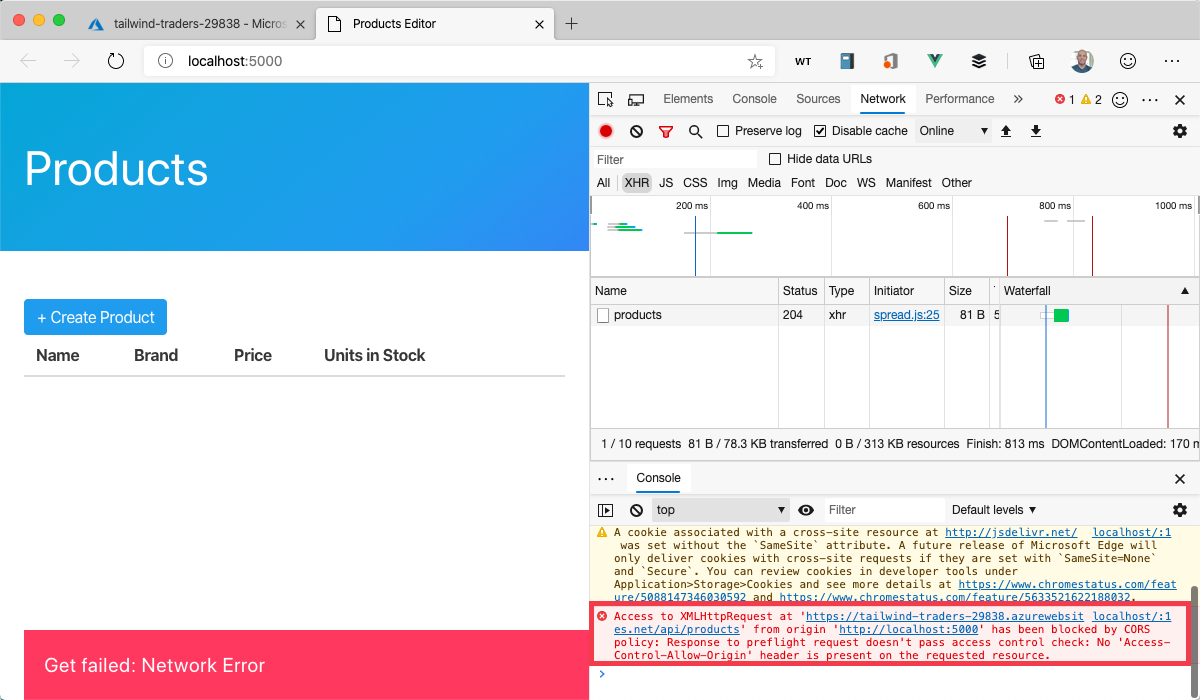 tailwind-traders-29838 - Micros
Products Editor
localhost:5000
WT
Products
+ Create Product
Name Brand Price Units in Stock
Get failed: Network Error
Elements Console Sources Network Performance » 1 2
Preserve log Disable cache Online
Filter Hide data URLs
All XHR JS CSS Img Media Font Doc WS Manifest Other
200 ms 400 ms 600 ms 800 ms 1000 ms
Name Status Type Initiator Size Waterfall
products 204 xhr spread.js:25 81 B 5
1 / 10 requests 81 B / 78.3 KB transferred 0 B / 313 KB resources Finish: 813 ms DOMContentLoaded: 170 m
Console
top Filter Default levels
A cookie associated with a cross-site resource at http://jsdelivr.net/ localhost/:1
was set without the `SameSite` attribute. A future release of Microsoft Edge will
only deliver cookies with cross-site requests if they are set with `SameSite=None`
and `Secure`. You can review cookies in developer tools under
Application>Storage>Cookies and see more details at https://www.chromestatus.com/feat
ure/5088147346030592 and https://www.chromestatus.com/feature/5633521622188032.
Access to XMLHttpRequest at 'https://tailwind-traders-29838.azurewebsit localhost/:1
es.net/api/products' from origin 'http://localhost:5000' has been blocked by CORS
policy: Response to preflight request doesn't pass access control check: No 'Access-
Control-Allow-Origin' header is present on the requested resource.